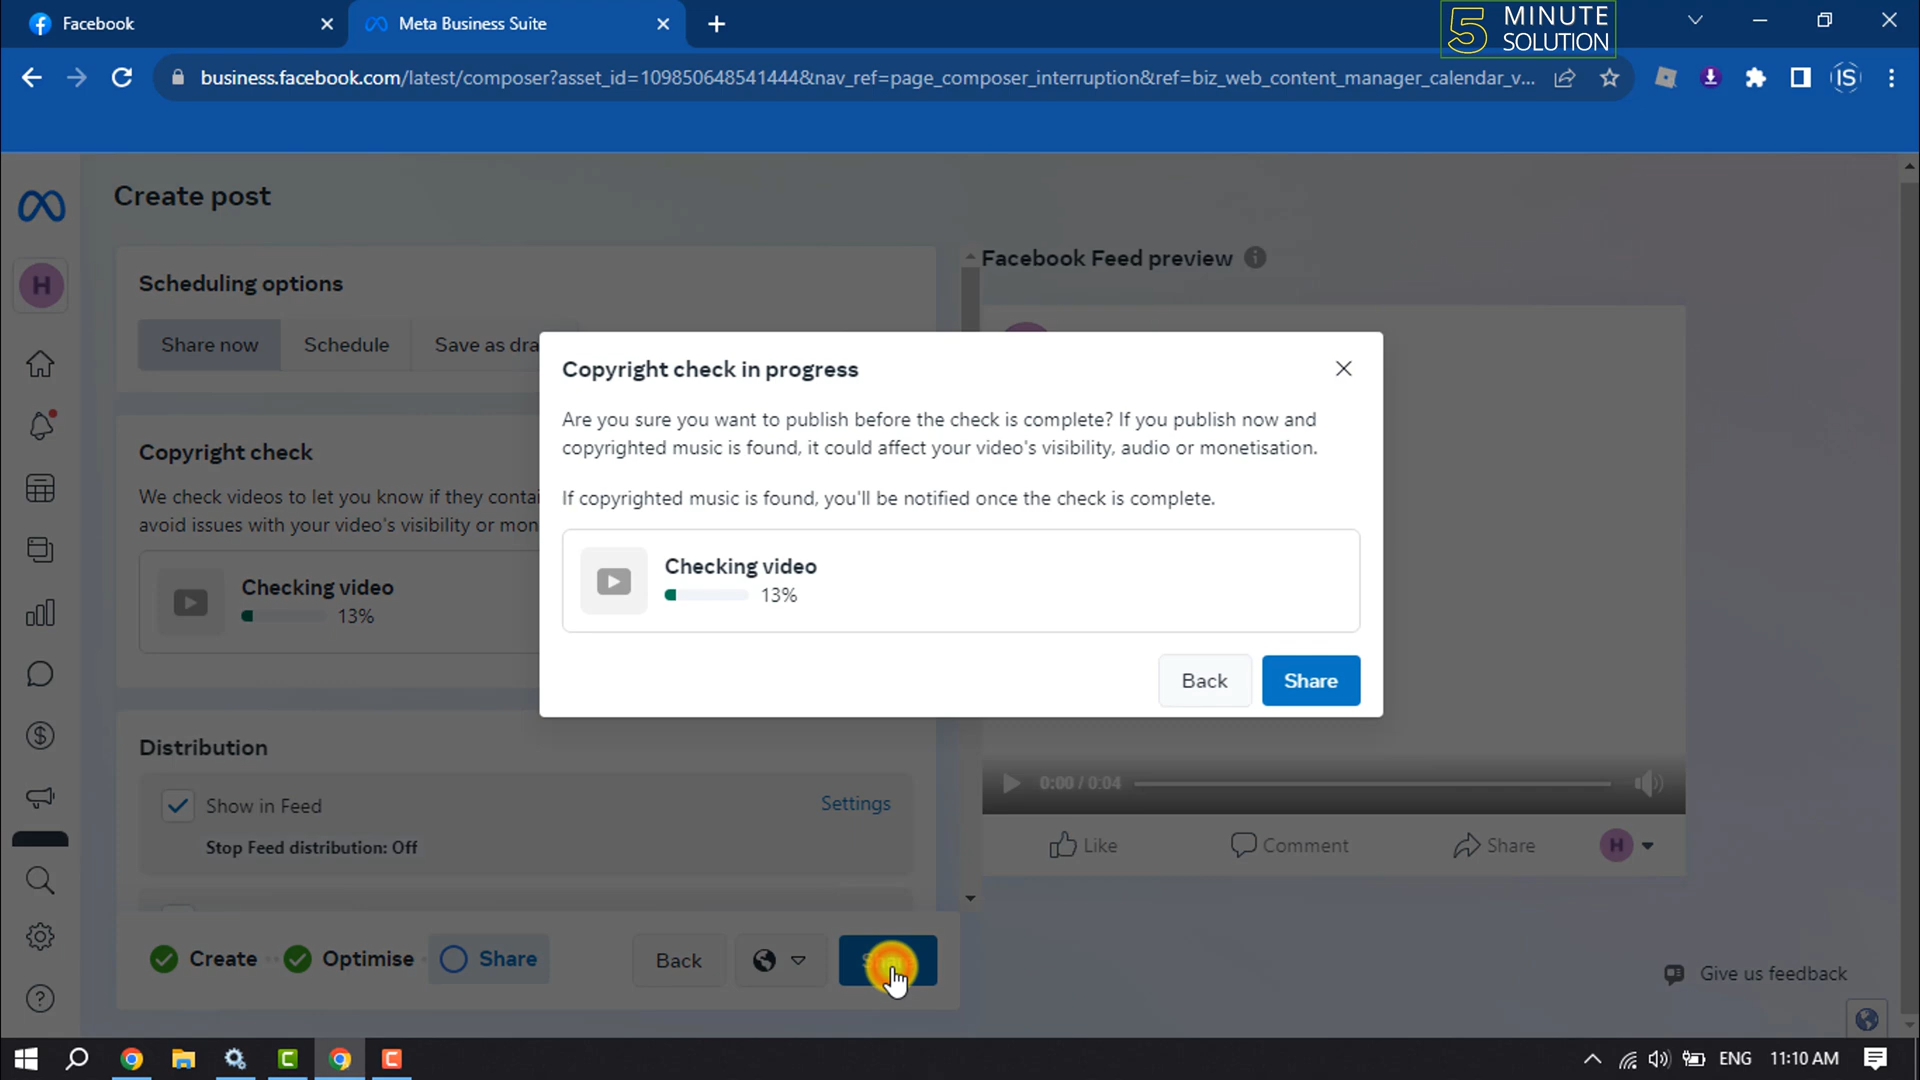 Facebook
Meta Business Suite
5 MINUTE SOLUTION
business.facebook.com/latest/composer?asset_id=109850648541444&nav_ref=page_composer_interruption&ref=biz_web_content_manager_calendar_v...
IS
Create post
H
Scheduling options
Share now
Schedule
Save as dra
Facebook Feed preview
Copyright check
We check videos to let you know if they contai
avoid issues with your video's visibility or mon
Checking video
13%
Copyright check in progress
Are you sure you want to publish before the check is complete? If you publish now and
copyrighted music is found, it could affect your video's visibility, audio or monetisation.
If copyrighted music is found, you'll be notified once the check is complete.
Checking video
13%
Back
Share
Distribution
Show in Feed
Settings
Stop Feed distribution: Off
0:00 / 0:04
Like
Comment
Share
H
Create
Optimise
Share
Back
Give us feedback
ENG
11:10 AM